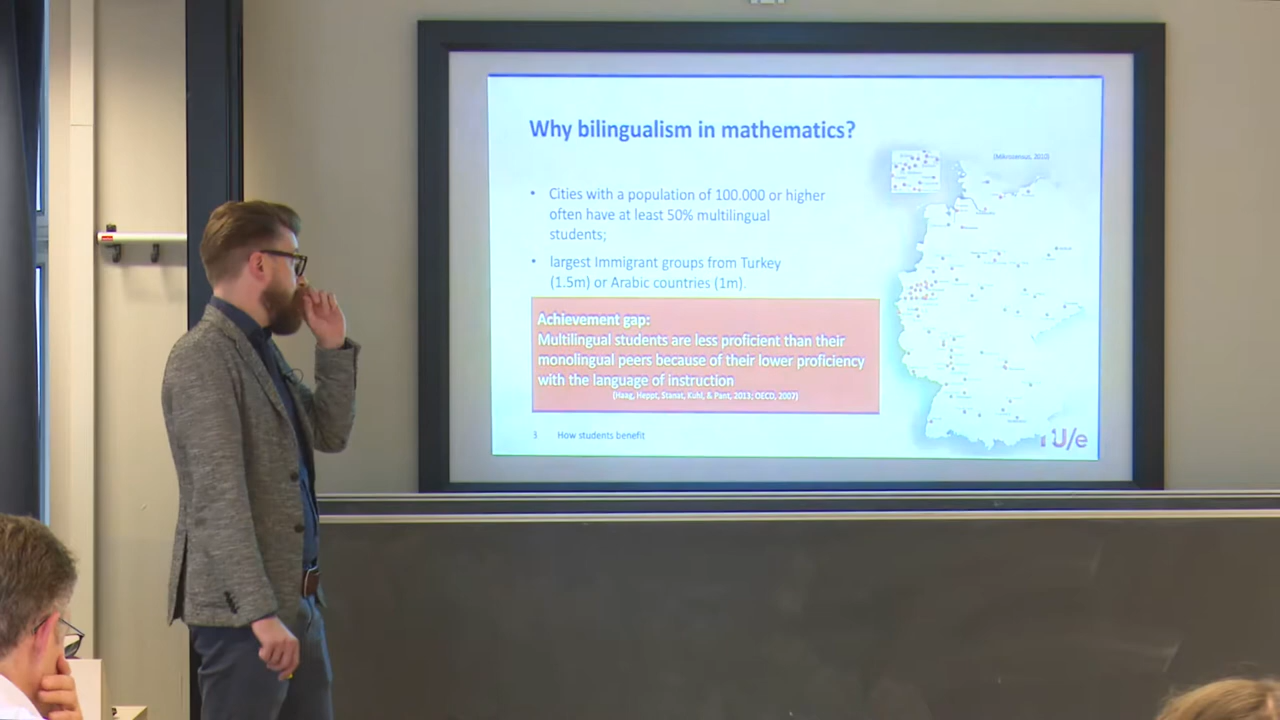 Why bilingualism in mathematics?
(Mikrozensus, 2010)
• Cities with a population of 100.000 or higher
often have at least 50% multilingual
students;
• largest Immigrant groups from Turkey
(1.5m) or Arabic countries (1m).
Achievement gap:
Multilingual students are less proficient than their
monolingual peers because of their lower proficiency
with the language of instruction
(Haag, Heppt, Stanat, Kuhl, & Pant, 2013; OECD, 2007)
3 How students benefit
TU/e